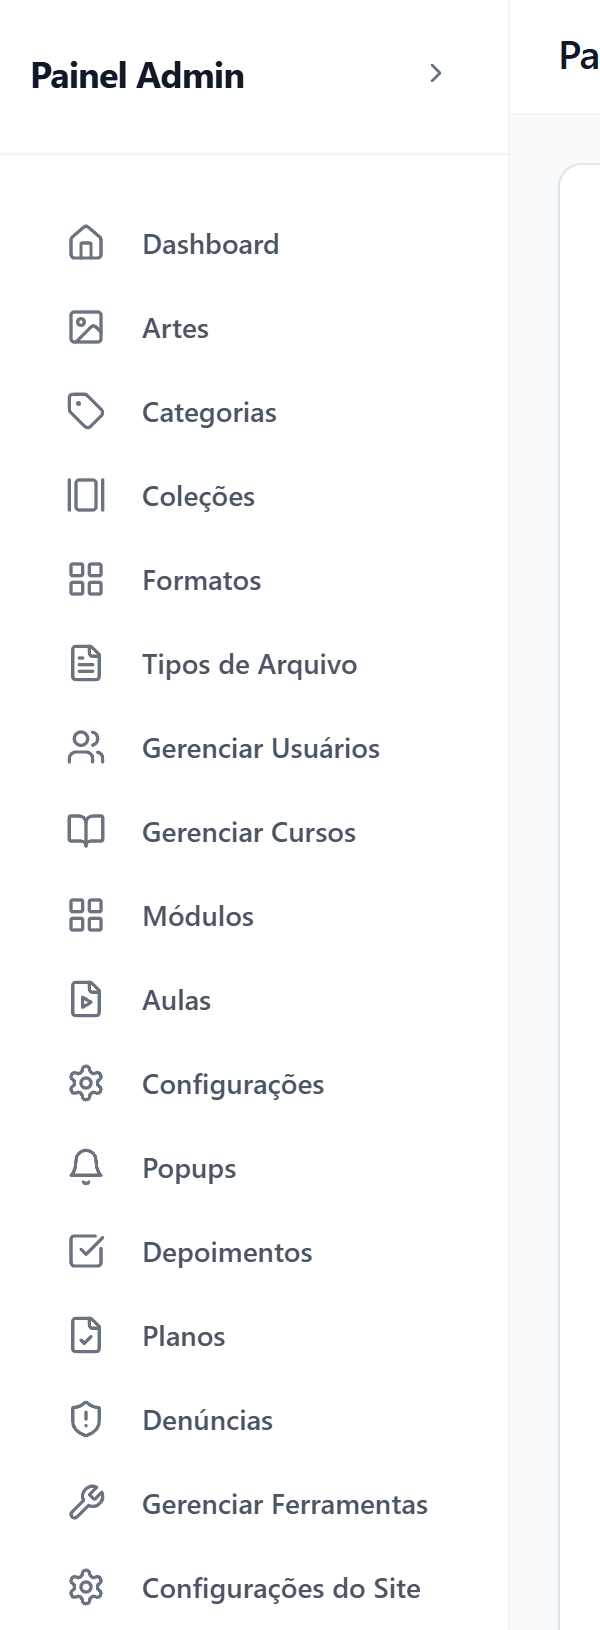 Painel Admin
Pa
Dashboard
Artes
Categorias
Coleções
Formatos
Tipos de Arquivo
Gerenciar Usuários
Gerenciar Cursos
Módulos
Aulas
Configurações
Popups
Depoimentos
Planos
Denúncias
Gerenciar Ferramentas
Configurações do Site